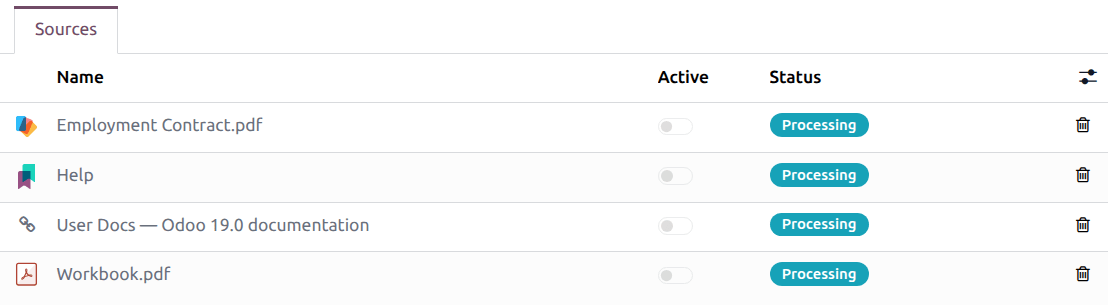 Sources
Name Active Status
Employment Contract.pdf Processing
Help Processing
User Docs — Odoo 19.0 documentation Processing
Workbook.pdf Processing